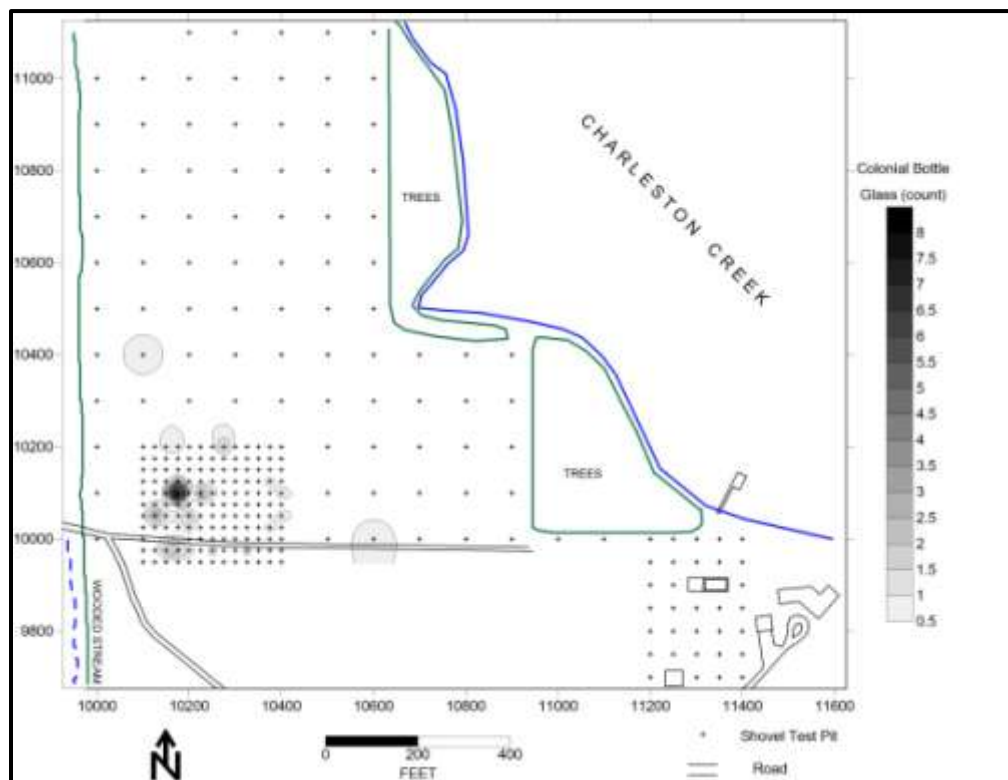 11000
10800
10600
10400
10200
10000
9800
TREES
CHARLESTON CREEK
TREES
WOODED STREAM
Colonial Bottle
Glass (count)
8
7.5
7
6.5
6
5.5
5
4.5
4
3.5
3
2.5
2
1.5
1
0.5
10000 10200 10400 10600 10800 11000 11200 11400 11600
N
0 200 400
FEET
Shovel Test Pit
Road